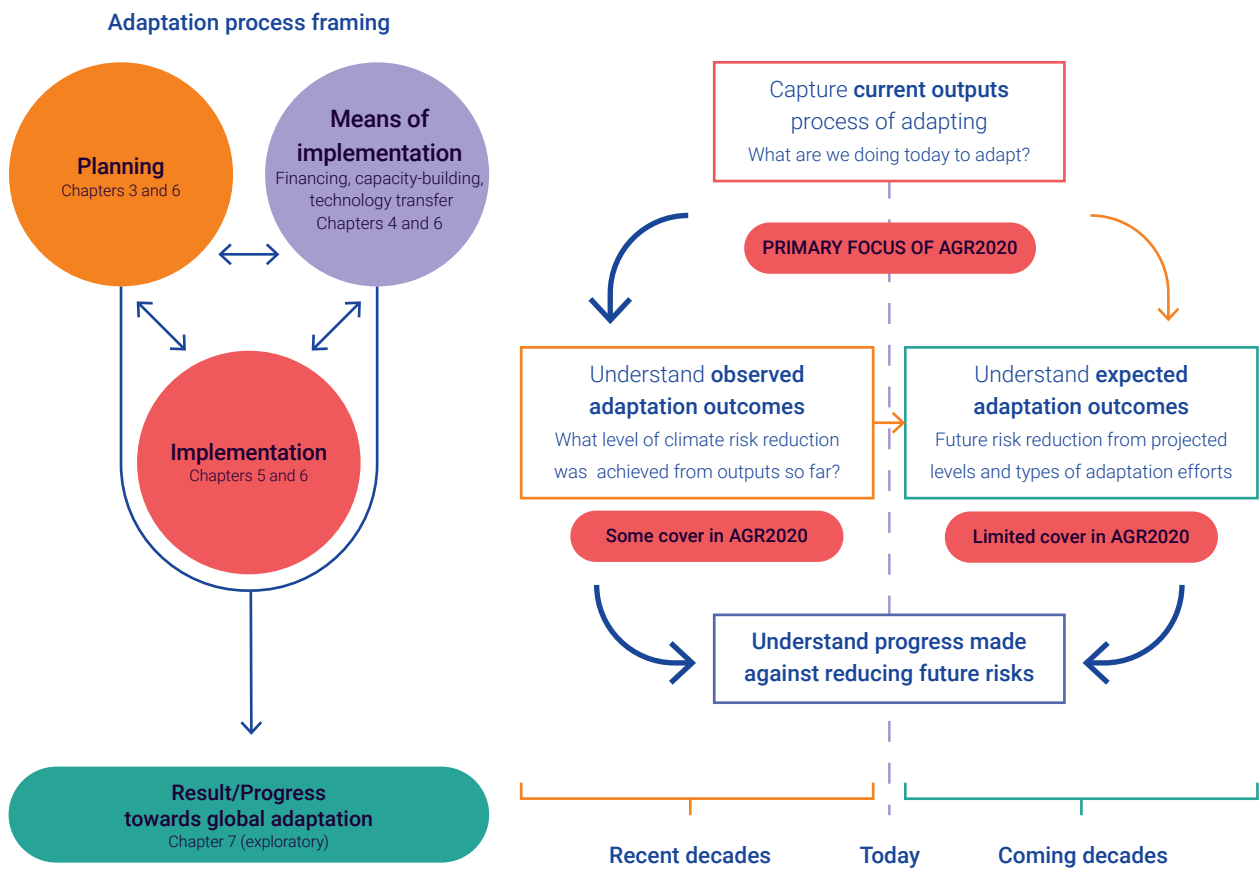 Adaptation process framing
Planning
Chapters 3 and 6
Means of
implementation
Financing, capacity-building,
technology transfer
Chapters 4 and 6
Implementation
Chapters 5 and 6
Result/Progress
towards global adaptation
Chapter 7 (exploratory)
Capture current outputs
process of adapting
What are we doing today to adapt?
PRIMARY FOCUS OF AGR2020
Understand observed
adaptation outcomes
What level of climate risk reduction
was achieved from outputs so far?
Some cover in AGR2020
Understand expected
adaptation outcomes
Future risk reduction from projected
levels and types of adaptation efforts
Limited cover in AGR2020
Understand progress made
against reducing future risks
Recent decades
Today
Coming decades